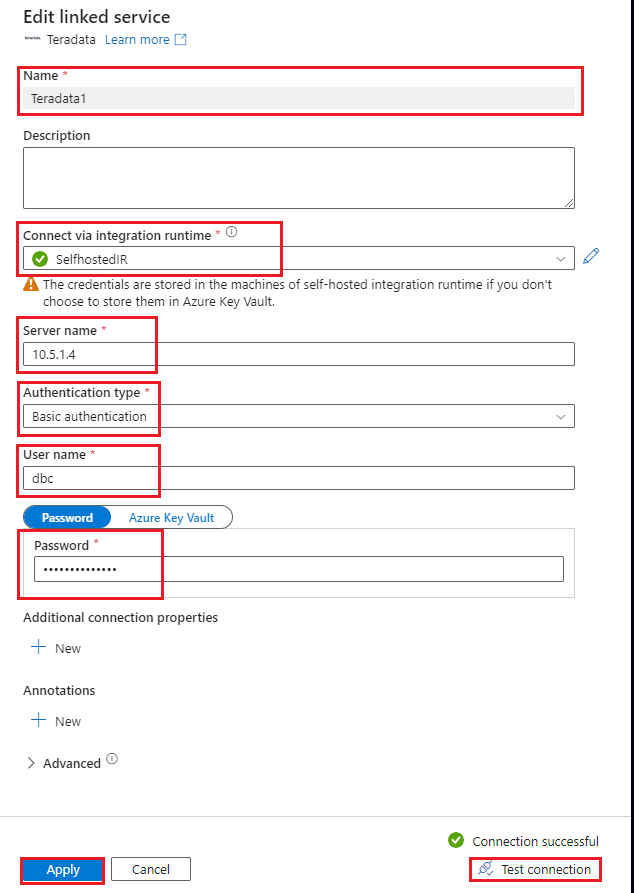 Edit linked service
teradata. Teradata Learn more
Name *
Teradata1
Description
Connect via integration runtime *
SelfhostedIR
The credentials are stored in the machines of self-hosted integration runtime if you don't
choose to store them in Azure Key Vault.
Server name *
10.5.1.4
Authentication type *
Basic authentication
User name *
dbc
Password Azure Key Vault
Password *
••••••••••••••
Additional connection properties
New
Annotations
New
Advanced
Connection successful
Apply Cancel Test connection